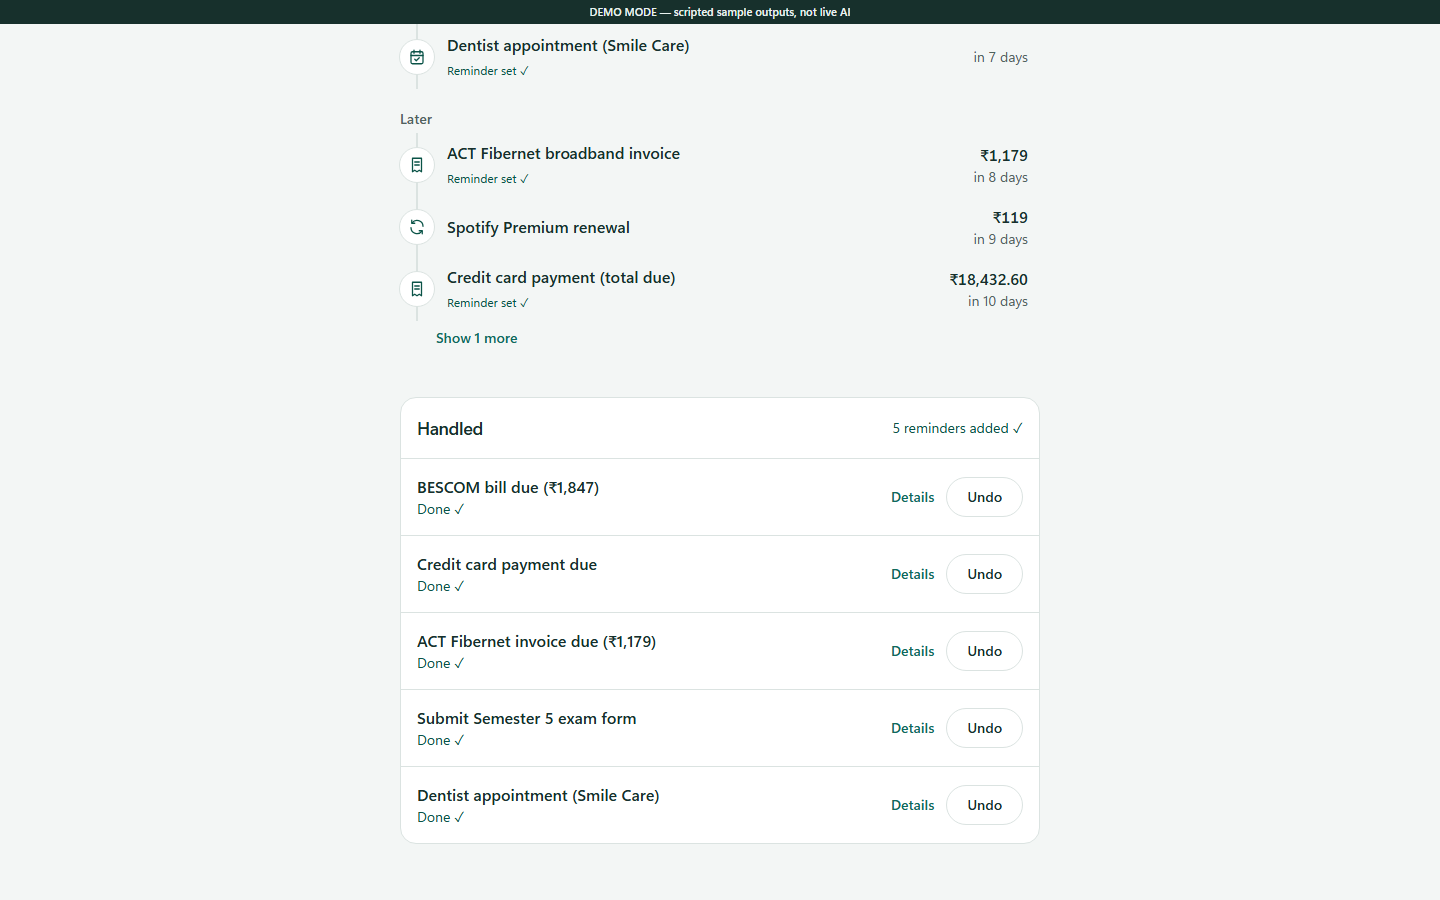 DEMO MODE — scripted sample outputs, not live AI
Dentist appointment (Smile Care)
Reminder set ✓
in 7 days
Later
ACT Fibernet broadband invoice
Reminder set ✓
₹1,179
in 8 days
Spotify Premium renewal
₹119
in 9 days
Credit card payment (total due)
Reminder set ✓
₹18,432.60
in 10 days
Show 1 more
Handled
5 reminders added ✓
BESCOM bill due (₹1,847)
Done ✓
Details
Undo
Credit card payment due
Done ✓
Details
Undo
ACT Fibernet invoice due (₹1,179)
Done ✓
Details
Undo
Submit Semester 5 exam form
Done ✓
Details
Undo
Dentist appointment (Smile Care)
Done ✓
Details
Undo